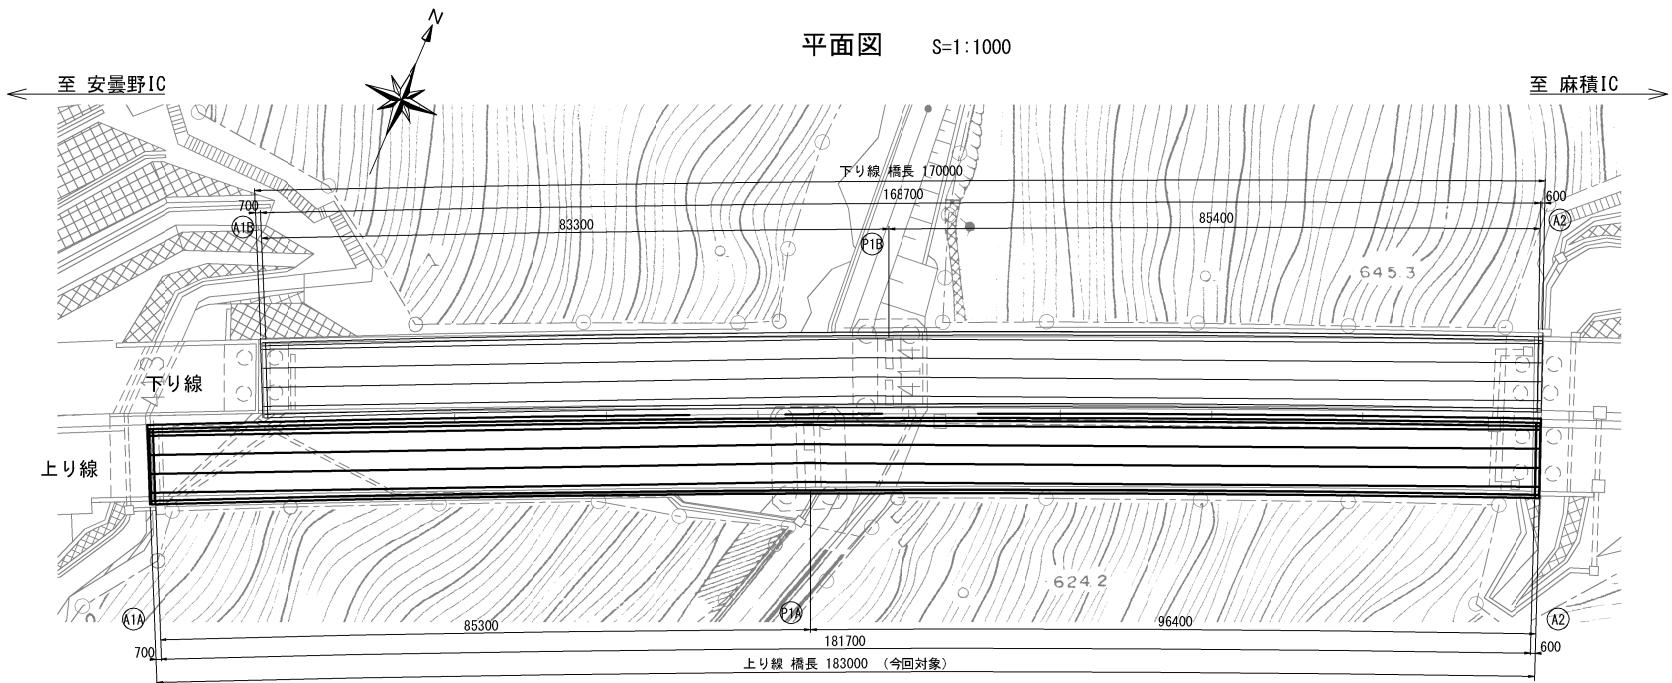 N
平面図 S=1:1000
至 安曇野IC
至 麻積IC
下り線 橋長 170000
700
168700
600
A1B
83300
P1B
85400
A2
645.3
下り線
上り線
624.2
A1A
85300
P1A
96400
A2
700
181700
600
上り線 橋長 183000 (今回対象)